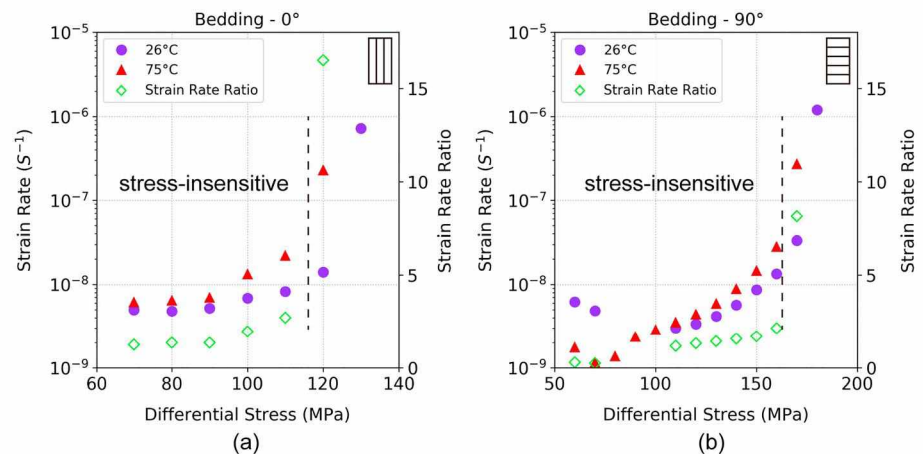 Bedding - 0°
10⁻⁵
10⁻⁶
10⁻⁷
10⁻⁸
10⁻⁹
Strain Rate (S⁻¹)
26°C
75°C
Strain Rate Ratio
stress-insensitive
15
10
5
0
Strain Rate Ratio
60 80 100 120 140
Differential Stress (MPa)
(a)
Bedding - 90°
10⁻⁵
10⁻⁶
10⁻⁷
10⁻⁸
10⁻⁹
Strain Rate (S⁻¹)
26°C
75°C
Strain Rate Ratio
stress-insensitive
15
10
5
0
Strain Rate Ratio
50 100 150 200
Differential Stress (MPa)
(b)